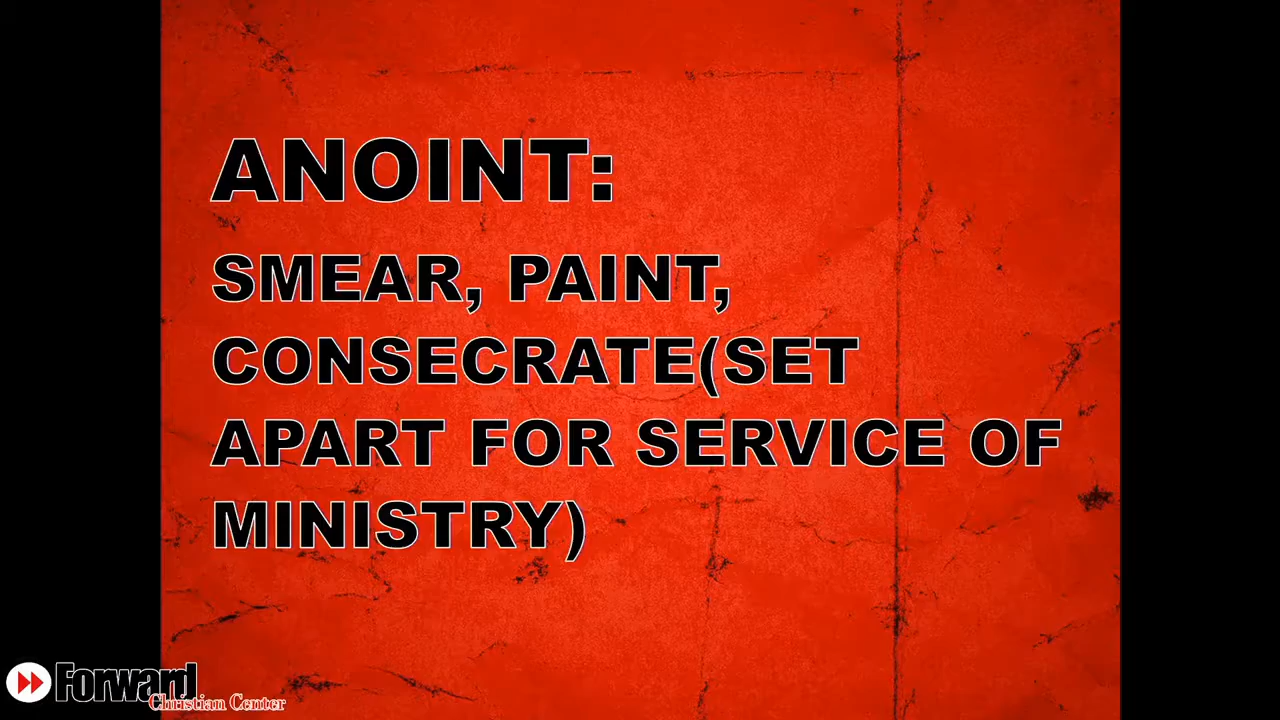 ANOINT:
SMEAR, PAINT,
CONSECRATE(SET
APART FOR SERVICE OF
MINISTRY)
Forward
Christian Center